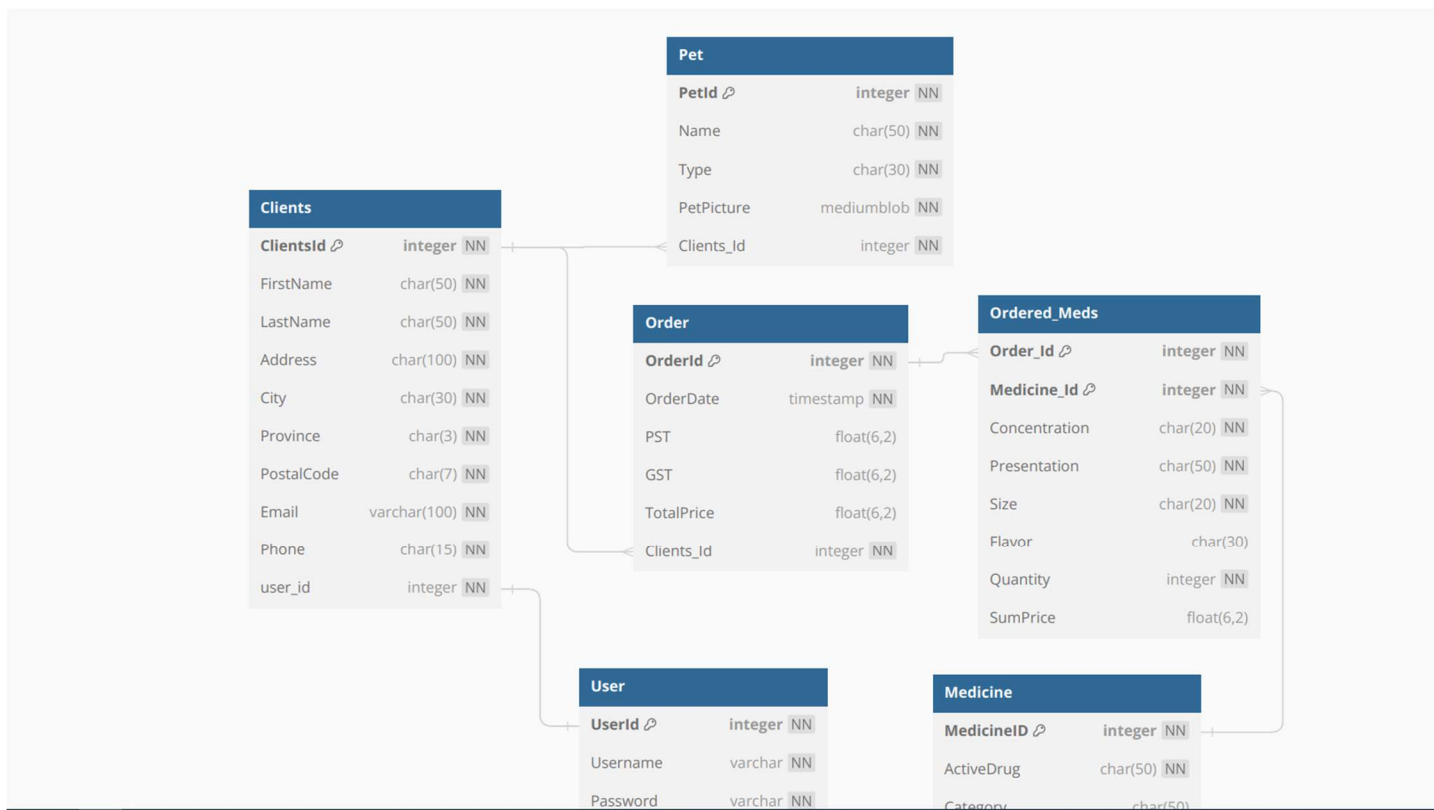 Pet
PetId integer NN
Name char(50) NN
Type char(30) NN
PetPicture mediumblob NN
Clients_Id integer NN
Clients
ClientsId integer NN
FirstName char(50) NN
LastName char(50) NN
Address char(100) NN
City char(30) NN
Province char(3) NN
PostalCode char(7) NN
Email varchar(100) NN
Phone char(15) NN
user_id integer NN
Order
OrderId integer NN
OrderDate timestamp NN
PST float(6,2)
GST float(6,2)
TotalPrice float(6,2)
Clients_Id integer NN
Ordered_Meds
Order_Id integer NN
Medicine_Id integer NN
Concentration char(20) NN
Presentation char(50) NN
Size char(20) NN
Flavor char(30)
Quantity integer NN
SumPrice float(6,2)
User
UserId integer NN
Username varchar NN
Password varchar NN
Medicine
MedicineID integer NN
ActiveDrug char(50) NN
Category char(50)